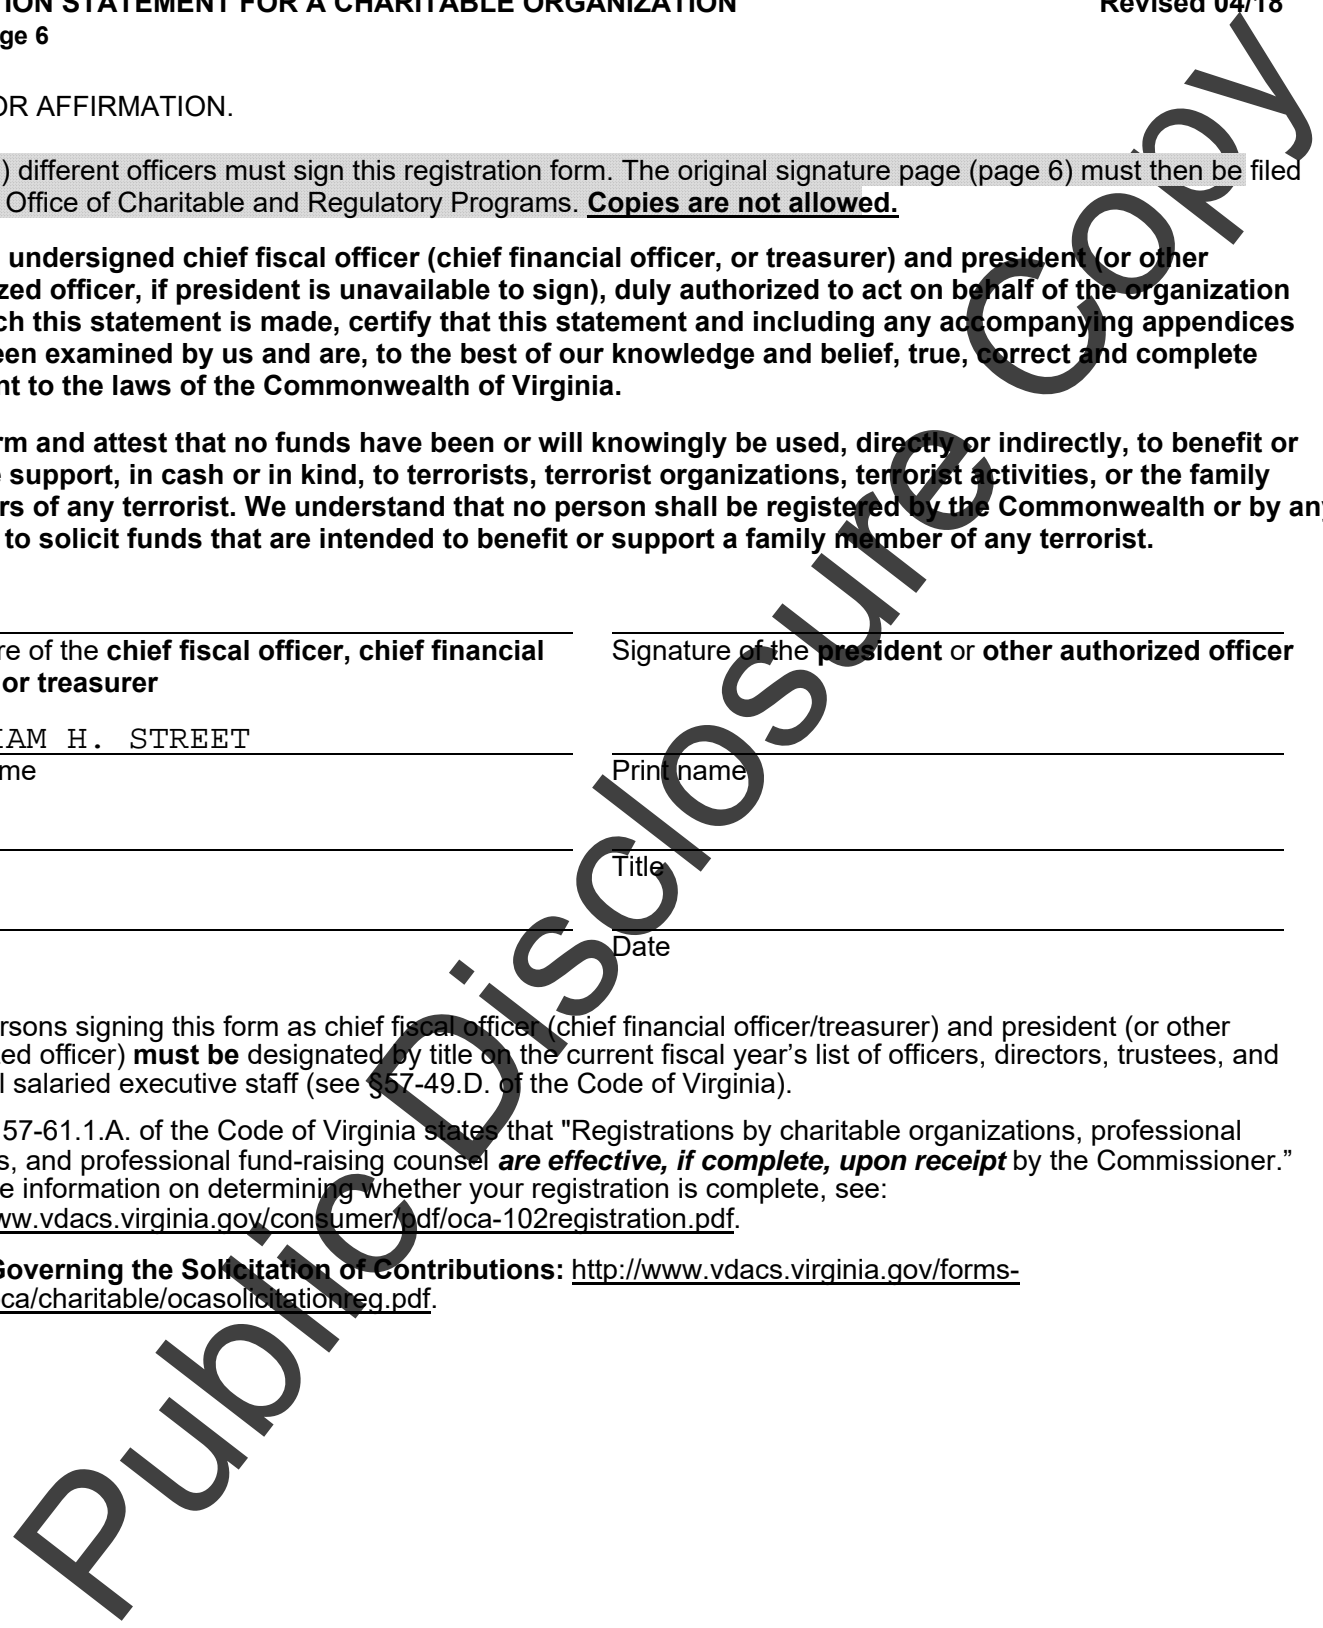 ION STATEMENT FOR A CHARITABLE ORGANIZATION Revised 04/18
ge 6
OR AFFIRMATION.
) different officers must sign this registration form. The original signature page (page 6) must then be filed
Office of Charitable and Regulatory Programs. Copies are not allowed.
undersigned chief fiscal officer (chief financial officer, or treasurer) and president (or other
zed officer, if president is unavailable to sign), duly authorized to act on behalf of the organization
ch this statement is made, certify that this statement and including any accompanying appendices
een examined by us and are, to the best of our knowledge and belief, true, correct and complete
nt to the laws of the Commonwealth of Virginia.
rm and attest that no funds have been or will knowingly be used, directly or indirectly, to benefit or
e support, in cash or in kind, to terrorists, terrorist organizations, terrorist activities, or the family
rs of any terrorist. We understand that no person shall be registered by the Commonwealth or by any
to solicit funds that are intended to benefit or support a family member of any terrorist.
re of the chief fiscal officer, chief financial Signature of the president or other authorized officer
or treasurer
IAM H. STREET
me Print name
Title
Date
rsons signing this form as chief fiscal officer (chief financial officer/treasurer) and president (or other
ed officer) must be designated by title on the current fiscal year’s list of officers, directors, trustees, and
l salaried executive staff (see §57-49.D. of the Code of Virginia).
57-61.1.A. of the Code of Virginia states that "Registrations by charitable organizations, professional
s, and professional fund-raising counsel are effective, if complete, upon receipt by the Commissioner.”
e information on determining whether your registration is complete, see:
ww.vdacs.virginia.gov/consumer/pdf/oca-102registration.pdf.
Governing the Solicitation of Contributions: http://www.vdacs.virginia.gov/forms-
ca/charitable/ocasolicitationreg.pdf.
Public Disclosure Copy